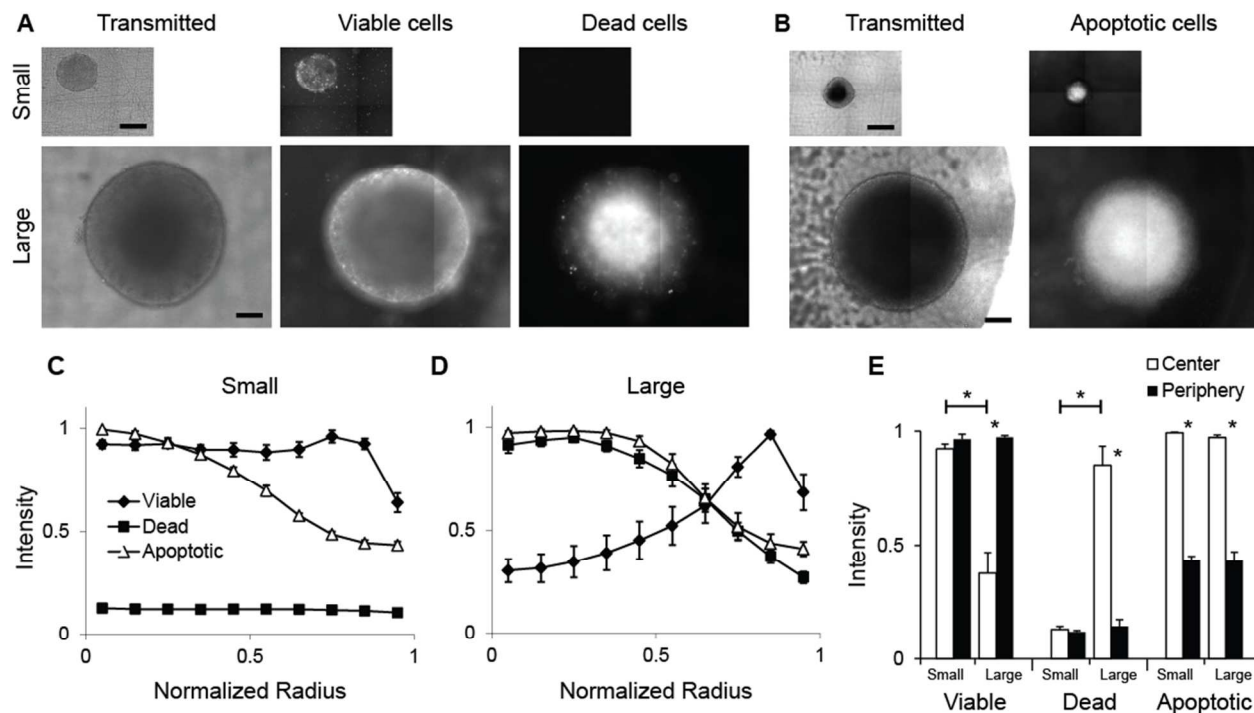 A
Transmitted
Viable cells
Dead cells
B
Transmitted
Apoptotic cells
Small
Large
C
Small
Intensity
1
0.5
0
Viable
Dead
Apoptotic
0
0.5
1
Normalized Radius
D
Large
1
0.5
0
0
0.5
1
Normalized Radius
E
Center
Periphery
*
*
*
*
*
*
Intensity
1
0.5
0
Small
Large
Small
Large
Small
Large
Viable
Dead
Apoptotic